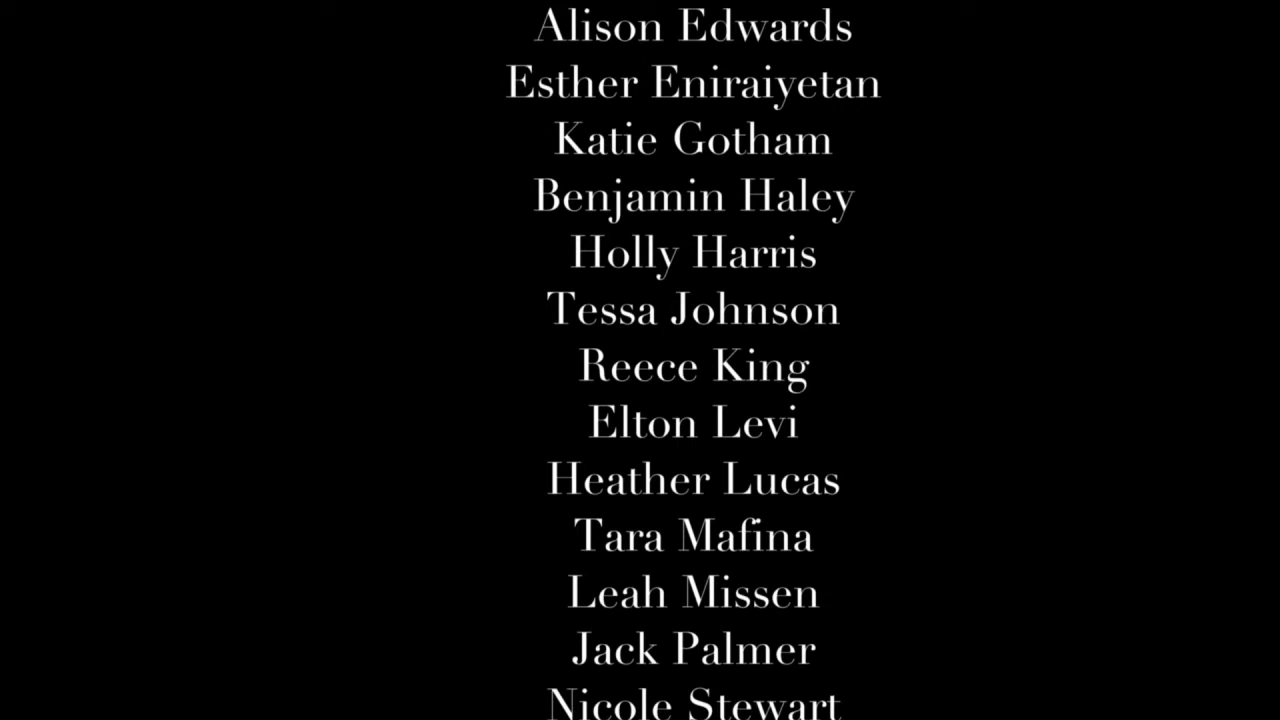 Alison Edwards
Esther Eniraiyetan
Katie Gotham
Benjamin Haley
Holly Harris
Tessa Johnson
Reece King
Elton Levi
Heather Lucas
Tara Mafina
Leah Missen
Jack Palmer
Nicole Stewart